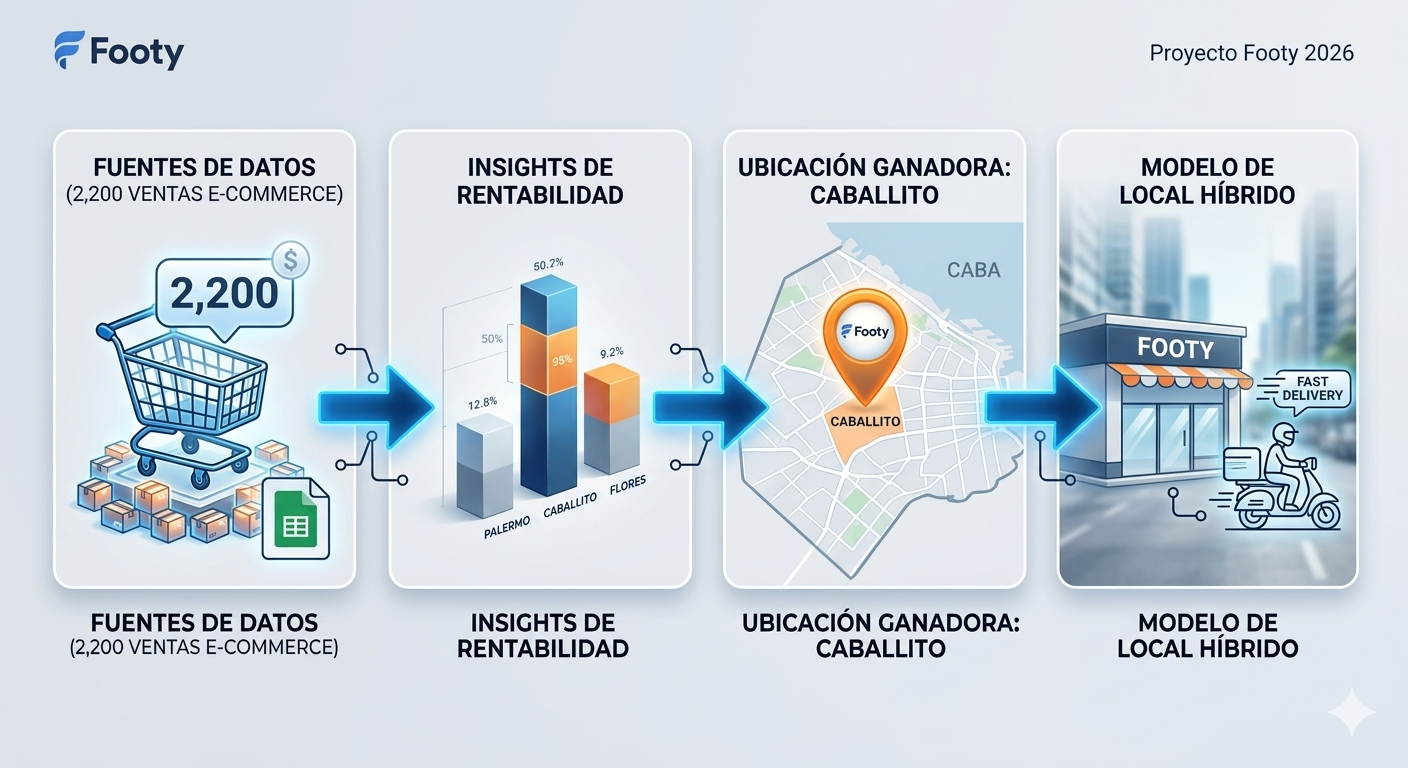 Footy
Proyecto Footy 2026
FUENTES DE DATOS
(2,200 VENTAS E-COMMERCE)
2,200
$
INSIGHTS DE
RENTABILIDAD
50.2%
50%
95%
9.2%
12.8%
PALERMO
CABALLITO
FLORES
UBICACIÓN GANADORA:
CABALLITO
CABA
Footy
CABALLITO
MODELO DE
LOCAL HÍBRIDO
FOOTY
FAST
DELIVERY
FUENTES DE DATOS
(2,200 VENTAS E-COMMERCE)
INSIGHTS DE
RENTABILIDAD
UBICACIÓN GANADORA:
CABALLITO
MODELO DE
LOCAL HÍBRIDO